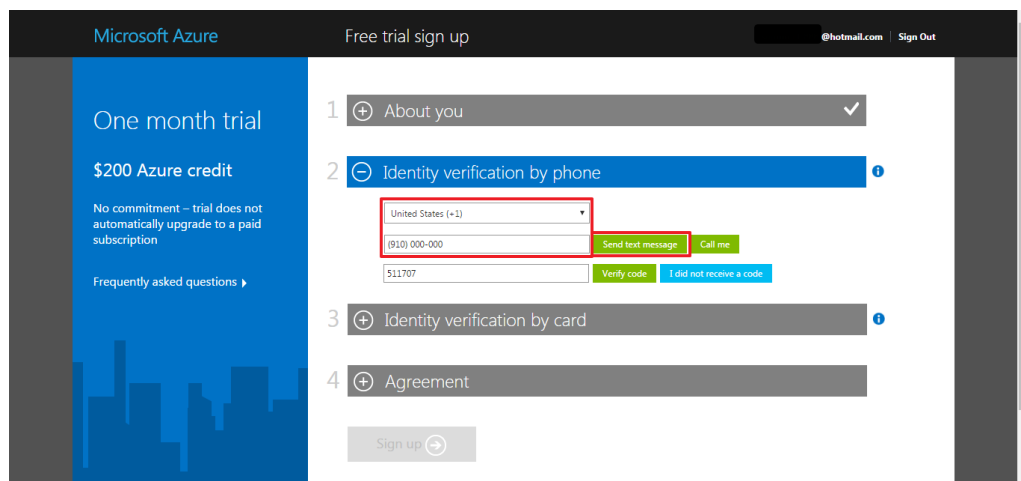 Microsoft Azure
Free trial sign up
@hotmail.com
Sign Out
One month trial
$200 Azure credit
No commitment – trial does not
automatically upgrade to a paid
subscription
Frequently asked questions
1 About you
2 Identity verification by phone
United States (+1)
(910) 000-000
Send text message
Call me
511707
Verify code
I did not receive a code
3 Identity verification by card
4 Agreement
Sign up